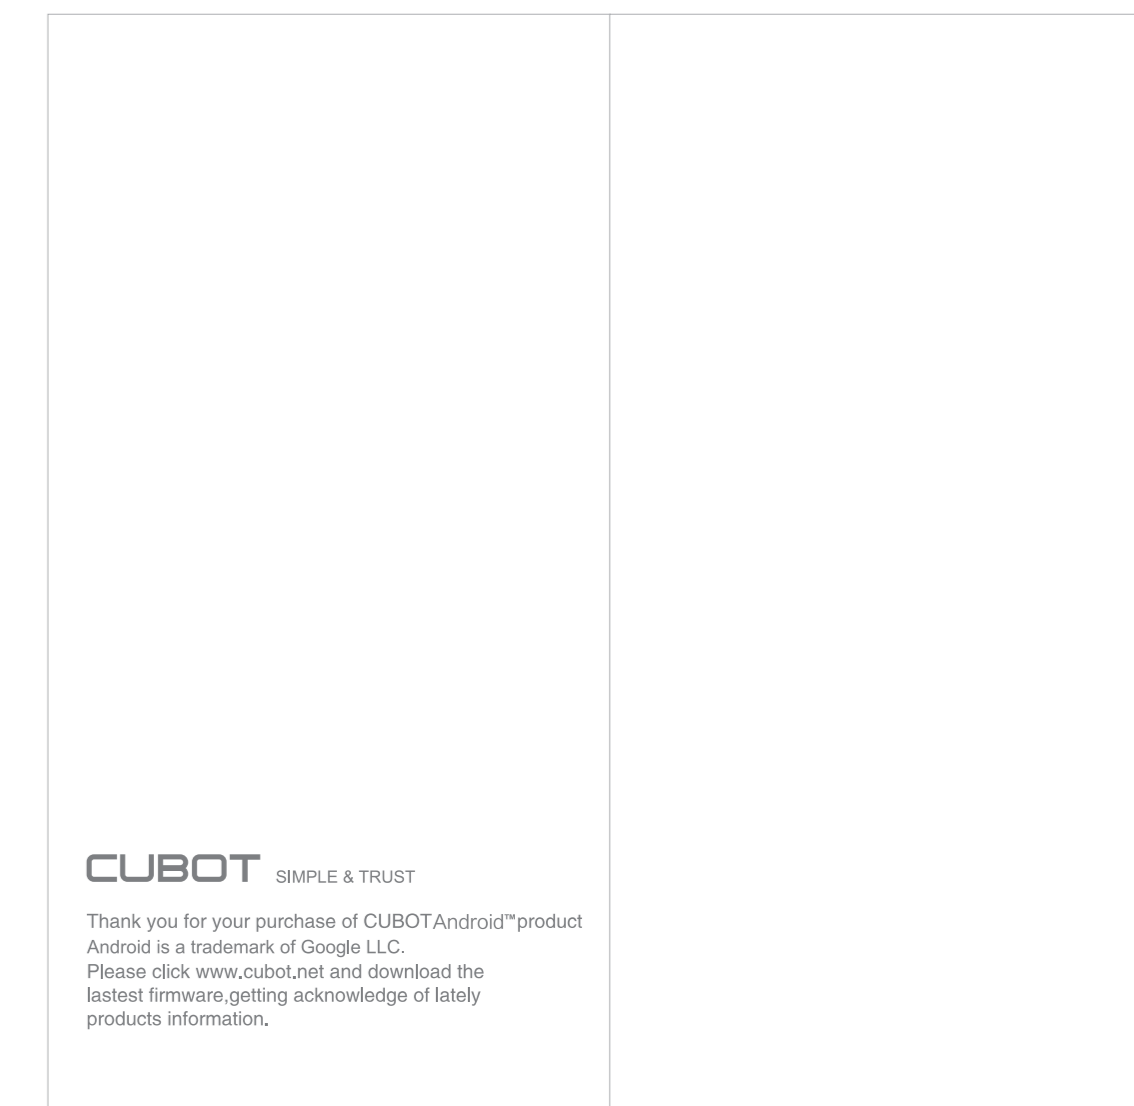 CUBOT SIMPLE & TRUST
Thank you for your purchase of CUBOTAndroid™product
Android is a trademark of Google LLC.
Please click www.cubot.net and download the
lastest firmware,getting acknowledge of lately
products information.